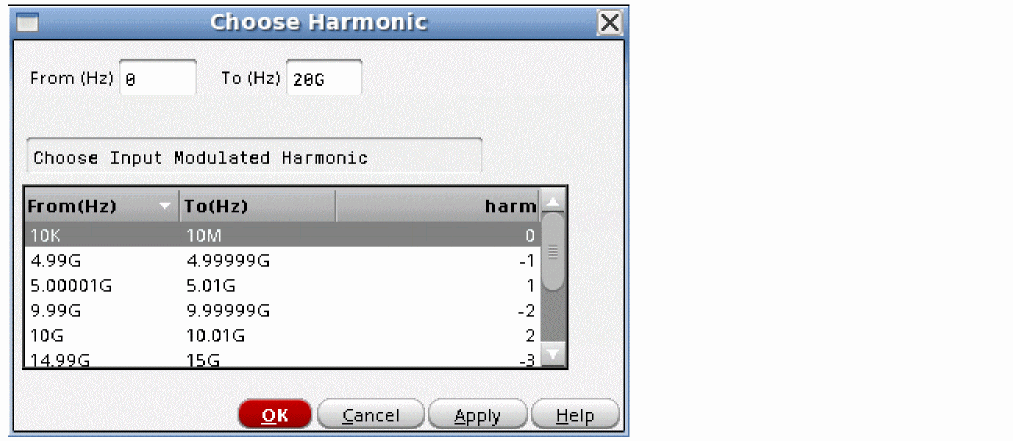 Choose Harmonic
From (Hz) 0 To (Hz) 20G
Choose Input Modulated Harmonic
From(Hz) To(Hz) harm
10K 10M 0
4.99G 4.99999G -1
5.00001G 5.01G 1
9.99G 9.99999G -2
10G 10.01G 2
14.99G 15G -3
OK Cancel Apply Help